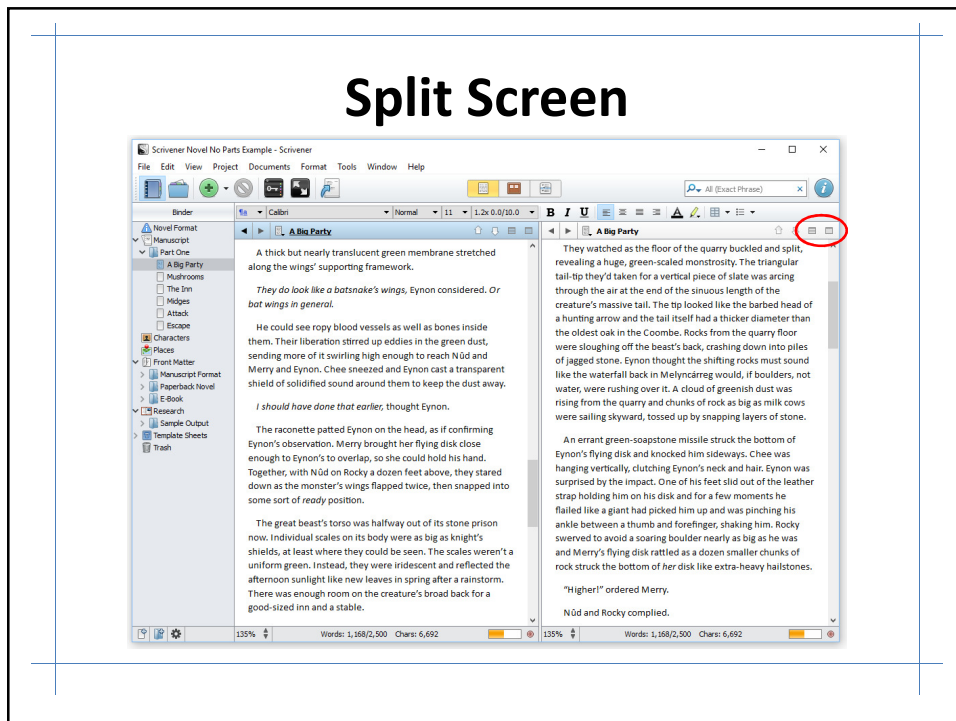 Split Screen
Scrivener Novel No Parts Example - Scrivener
File Edit View Project Documents Format Tools Window Help
All (Exact Phrase)
Binder
Calibri Normal 11 1.2x 0.0/10.0 B I U A
Novel Format
Manuscript
Part One
A Big Party
Mushrooms
The Inn
Midges
Attack
Escape
Characters
Places
Front Matter
Manuscript Format
Paperback Novel
E-Book
Research
Sample Output
Template Sheets
Trash
A Big Party
A thick but nearly translucent green membrane stretched
along the wings' supporting framework.
They do look like a batsnake's wings, Eynon considered. Or
bat wings in general.
He could see ropy blood vessels as well as bones inside
them. Their liberation stirred up eddies in the green dust,
sending more of it swirling high enough to reach Nûd and
Merry and Eynon. Chee sneezed and Eynon cast a transparent
shield of solidified sound around them to keep the dust away.
I should have done that earlier, thought Eynon.
The raconette patted Eynon on the head, as if confirming
Eynon's observation. Merry brought her flying disk close
enough to Eynon's to overlap, so she could hold his hand.
Together, with Nûd on Rocky a dozen feet above, they stared
down as the monster's wings flapped twice, then snapped into
some sort of ready position.
The great beast's torso was halfway out of its stone prison
now. Individual scales on its body were as big as knight's
shields, at least where they could be seen. The scales weren't a
uniform green. Instead, they were iridescent and reflected the
afternoon sunlight like new leaves in spring after a rainstorm.
There was enough room on the creature's broad back for a
good-sized inn and a stable.
135% Words: 1,168/2,500 Chars: 6,692
A Big Party
They watched as the floor of the quarry buckled and split,
revealing a huge, green-scaled monstrosity. The triangular
tail-tip they'd taken for a vertical piece of slate was arcing
through the air at the end of the sinuous length of the
creature's massive tail. The tip looked like the barbed head of
a hunting arrow and the tail itself had a thicker diameter than
the oldest oak in the Coombe. Rocks from the quarry floor
were sloughing off the beast's back, crashing down into piles
of jagged stone. Eynon thought the shifting rocks must sound
like the waterfall back in Melyncárreg would, if boulders, not
water, were rushing over it. A cloud of greenish dust was
rising from the quarry and chunks of rock as big as milk cows
were sailing skyward, tossed up by snapping layers of stone.
An errant green-soapstone missile struck the bottom of
Eynon's flying disk and knocked him sideways. Chee was
hanging vertically, clutching Eynon's neck and hair. Eynon was
surprised by the impact. One of his feet slid out of the leather
strap holding him on his disk and for a few moments he
flailed like a giant had picked him up and was pinching his
ankle between a thumb and forefinger, shaking him. Rocky
swerved to avoid a soaring boulder nearly as big as he was
and Merry's flying disk rattled as a dozen smaller chunks of
rock struck the bottom of her disk like extra-heavy hailstones.
"Higher!" ordered Merry.
Nûd and Rocky complied.
135% Words: 1,168/2,500 Chars: 6,692